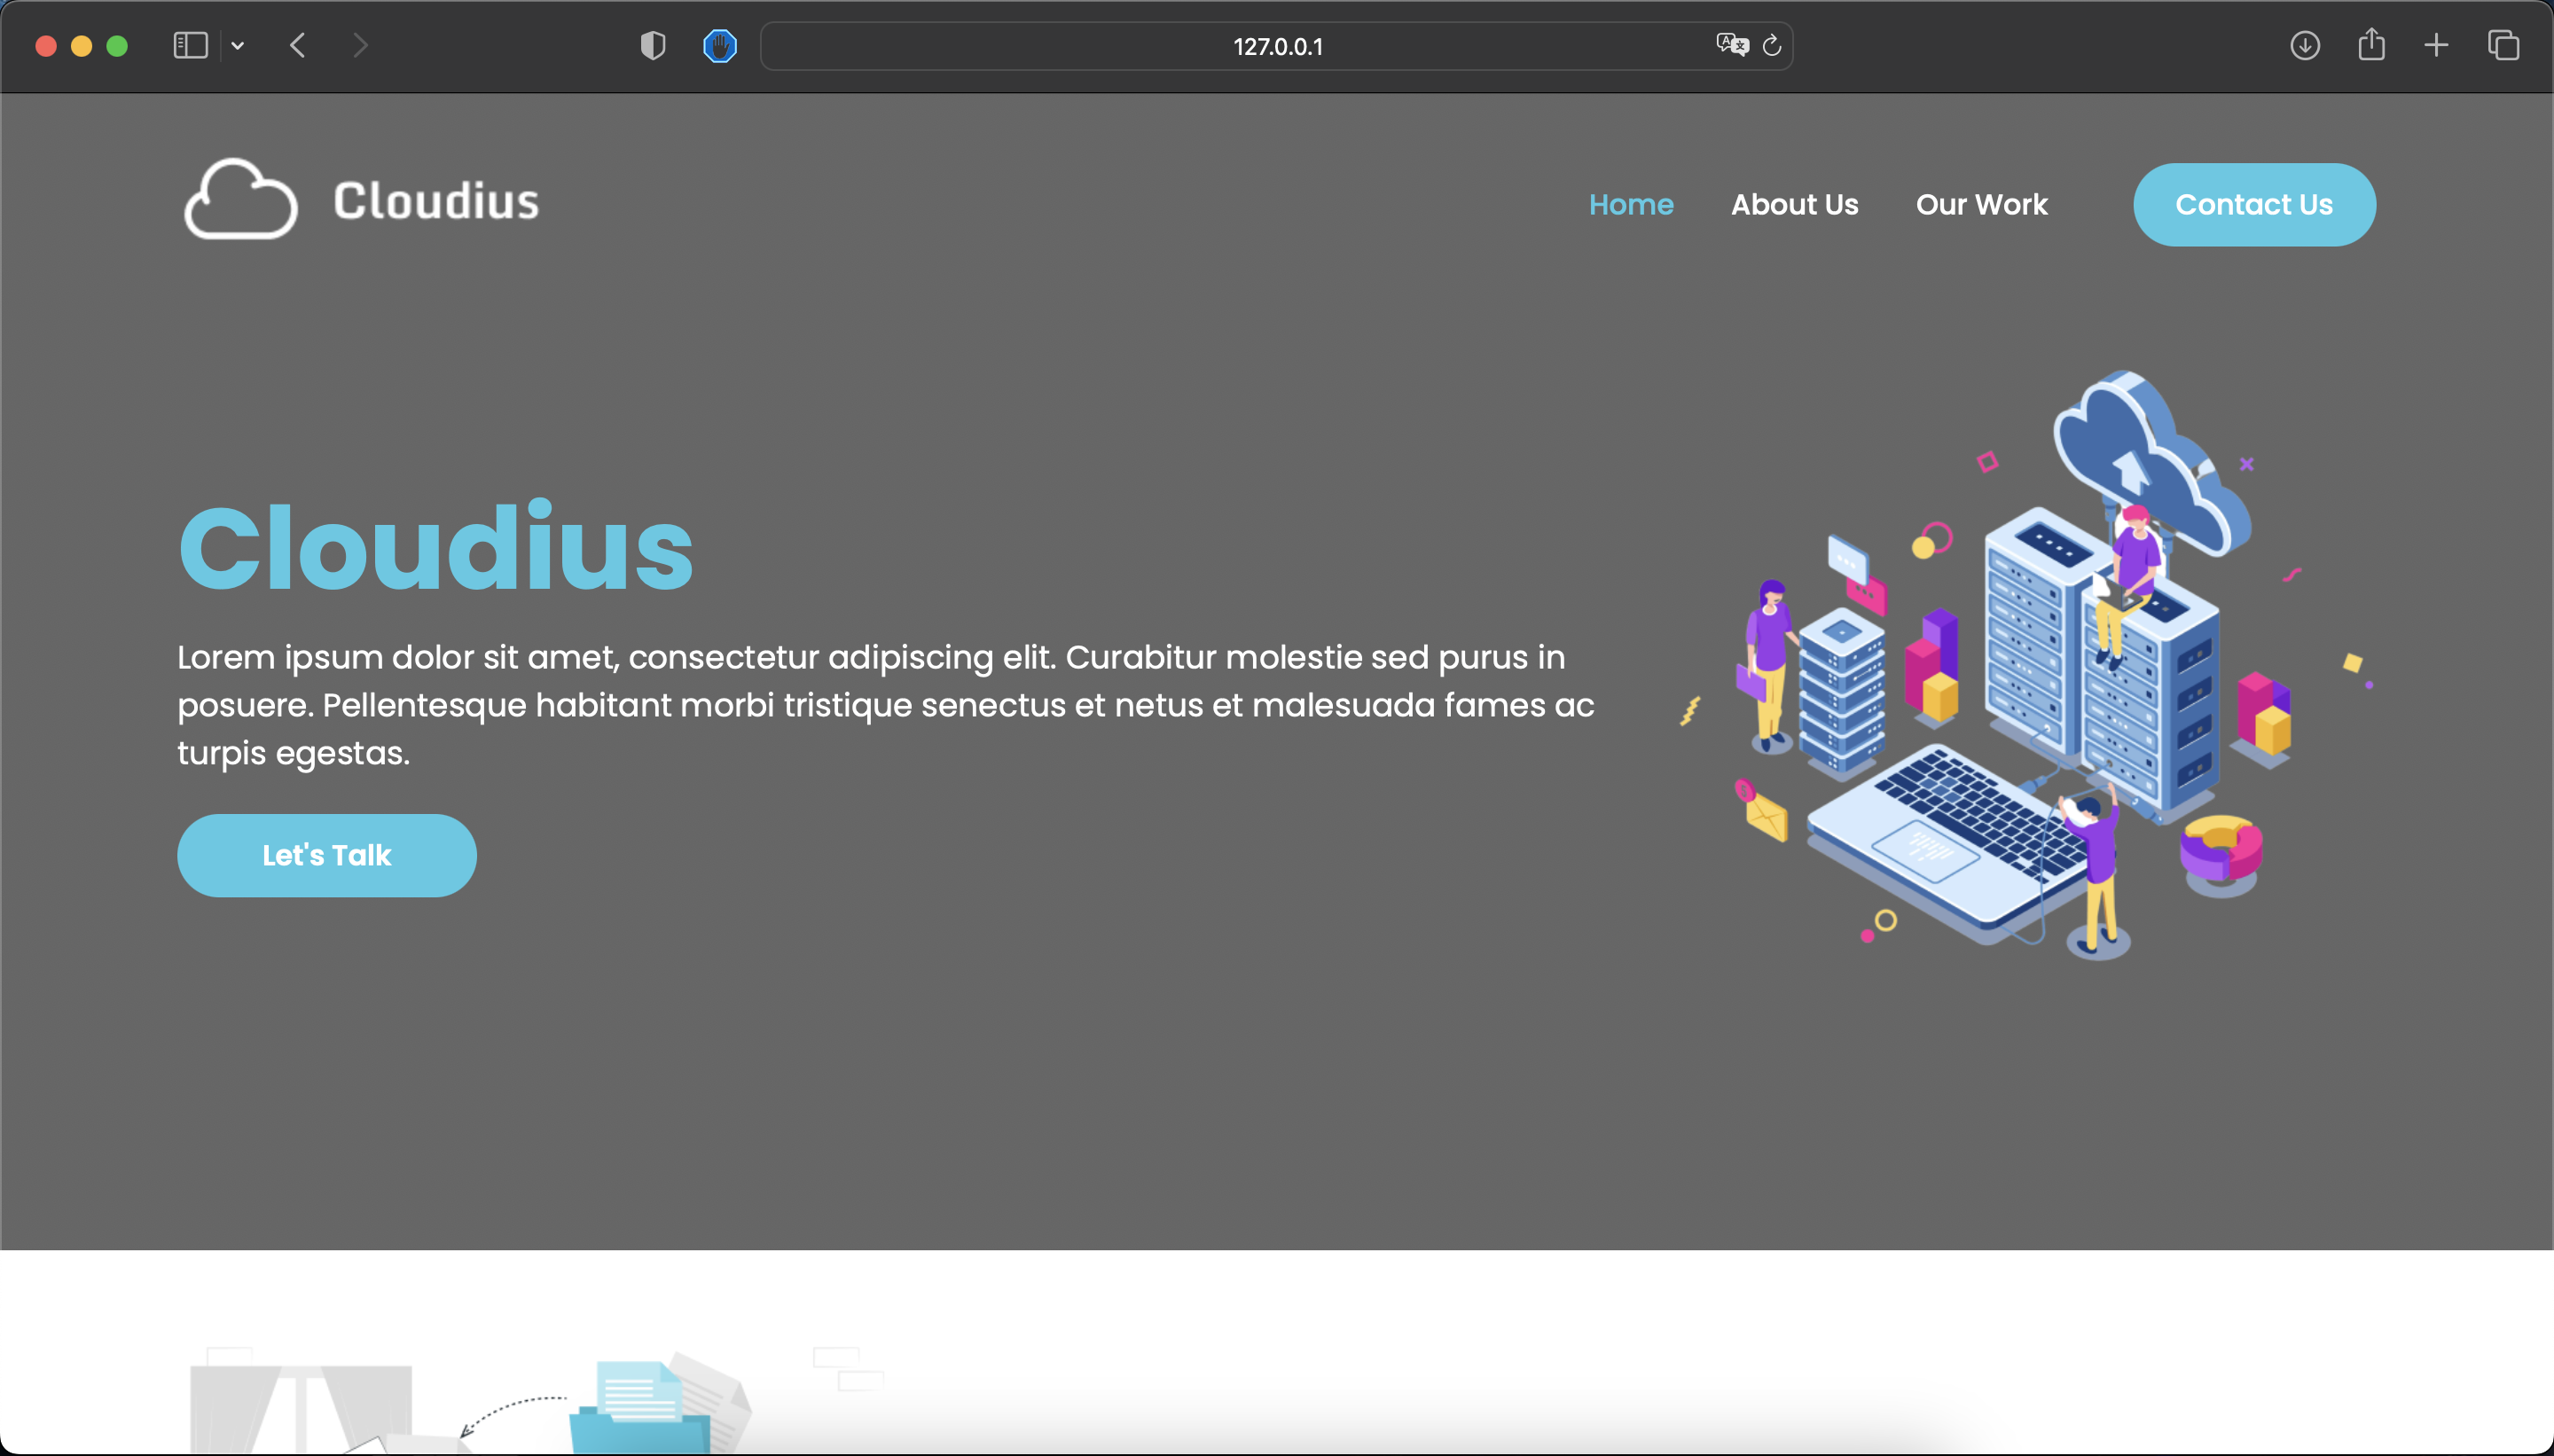 127.0.0.1
Cloudius
Home About Us Our Work Contact Us
Cloudius
Lorem ipsum dolor sit amet, consectetur adipiscing elit. Curabitur molestie sed purus in
posuere. Pellentesque habitant morbi tristique senectus et netus et malesuada fames ac
turpis egestas.
Let's Talk